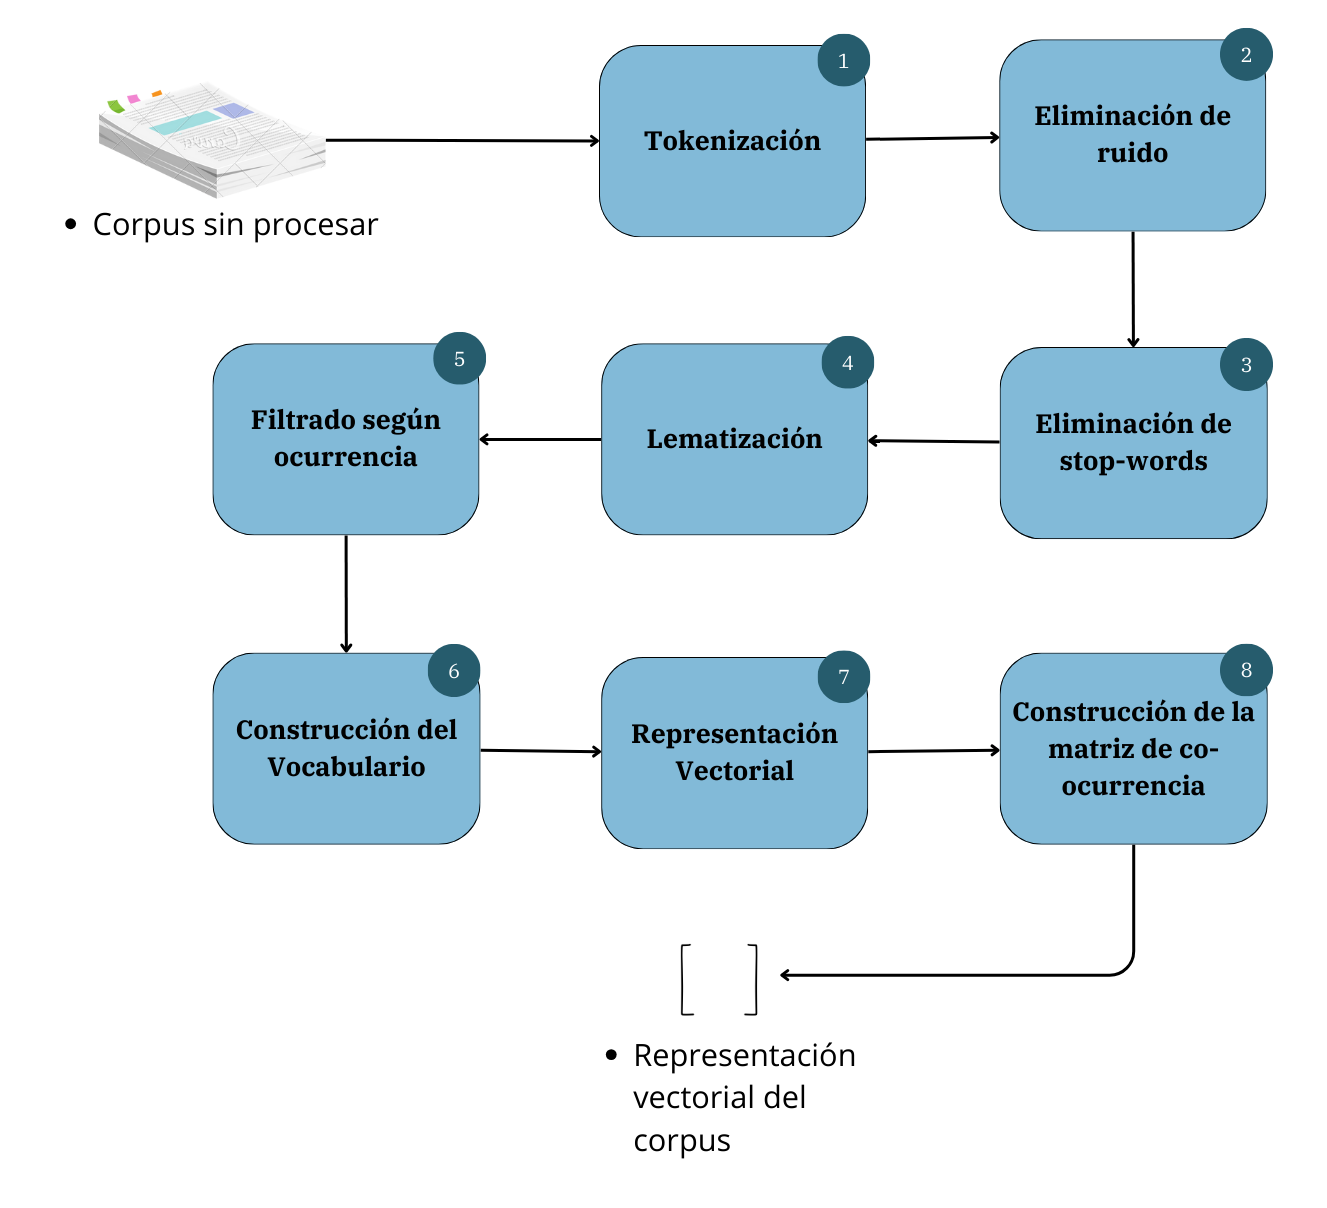 1
Tokenización
2
Eliminación de
ruido
• Corpus sin procesar
3
Eliminación de
stop-words
4
Lematización
5
Filtrado según
ocurrencia
6
Construcción del
Vocabulario
7
Representación
Vectorial
8
Construcción de la
matriz de co-
ocurrencia
[ ]
• Representación
vectorial del
corpus